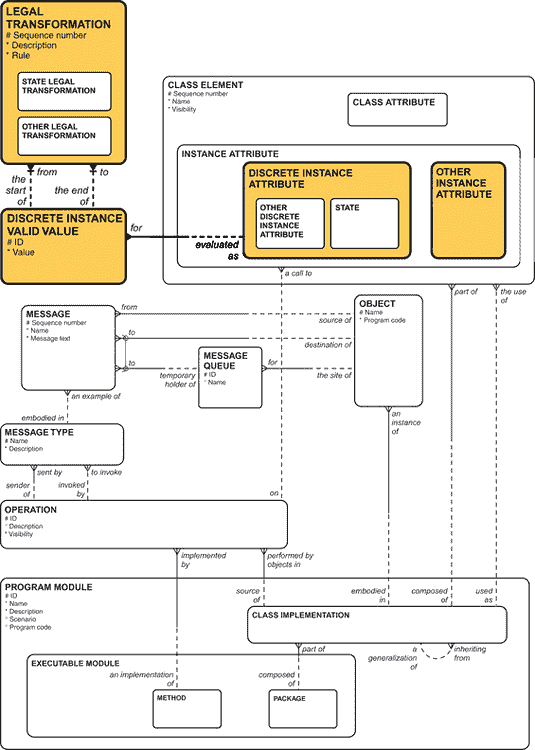 LEGAL
TRANSFORMATION
# Sequence number
* Description
* Rule
STATE LEGAL
TRANSFORMATION
OTHER LEGAL
TRANSFORMATION
from
to
the
start
of
the end
of
DISCRETE INSTANCE
VALID VALUE
# ID
* Value
for
evaluated
as
CLASS ELEMENT
# Sequence number
* Name
* Visibility
CLASS ATTRIBUTE
INSTANCE ATTRIBUTE
DISCRETE INSTANCE
ATTRIBUTE
OTHER
DISCRETE
INSTANCE
ATTRIBUTE
STATE
OTHER
INSTANCE
ATTRIBUTE
a call to
part of
the use
of
MESSAGE
# Sequence number
* Name
* Message text
from
source of
to
destination of
to
temporary
holder of
MESSAGE
QUEUE
# ID
* Name
for
the site of
OBJECT
# Name
* Program code
an example of
embodied in
an
instance
of
MESSAGE TYPE
# Name
* Description
sent by
to invoke
sender
of
invoked
by
on
OPERATION
# ID
* Description
* Visibility
implemented
by
performed by
objects in
PROGRAM MODULE
# ID
* Name
* Description
* Scenario
* Program code
source
of
embodied
in
composed
of
used
as
CLASS IMPLEMENTATION
part of
a
generalization
of
inheriting
from
EXECUTABLE MODULE
an implementation
of
composed
of
METHOD
PACKAGE